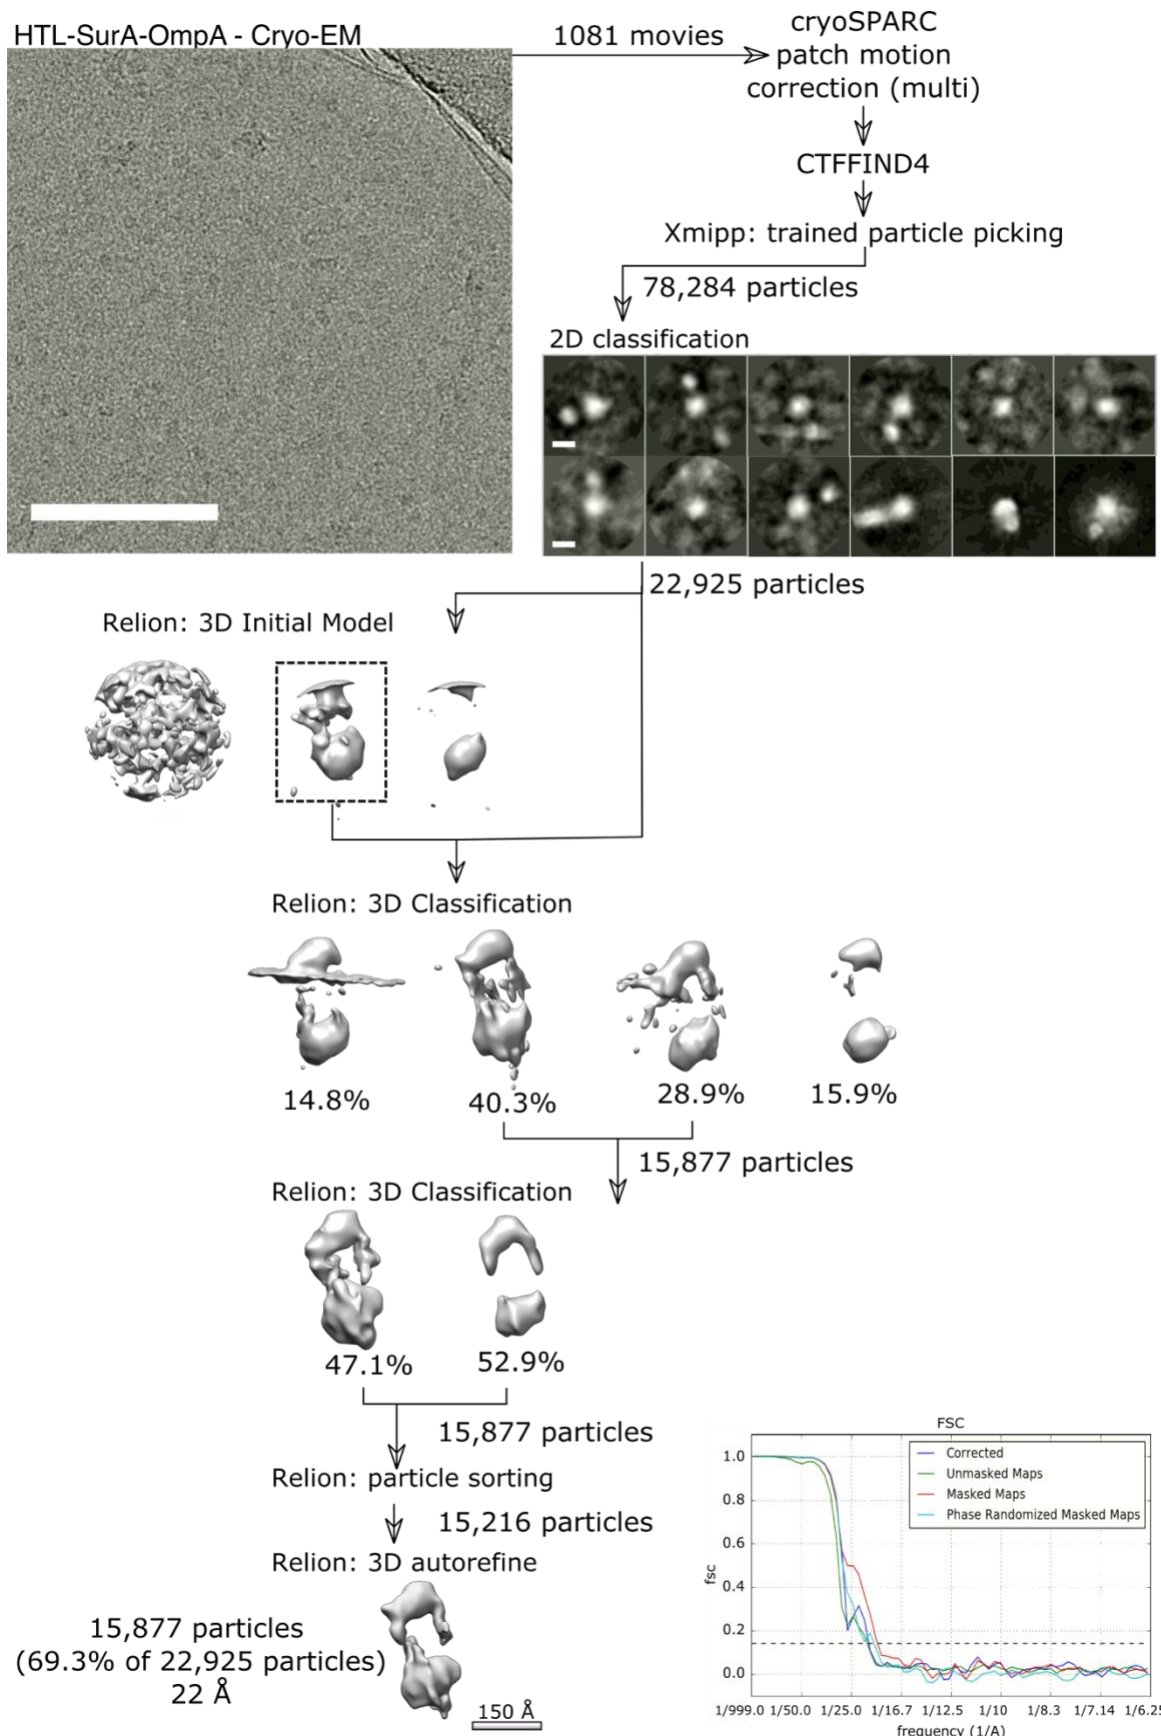 HTL-SurA-OmpA - Cryo-EM
1081 movies
cryoSPARC
patch motion
correction (multi)
CTFFIND4
Xmipp: trained particle picking
78,284 particles
2D classification
22,925 particles
Relion: 3D Initial Model
Relion: 3D Classification
14.8%
40.3%
28.9%
15.9%
15,877 particles
Relion: 3D Classification
47.1%
52.9%
15,877 particles
Relion: particle sorting
15,216 particles
Relion: 3D autorefine
15,877 particles
(69.3% of 22,925 particles)
22 Å
150 Å
FSC
Corrected
Unmasked Maps
Masked Maps
Phase Randomized Masked Maps
1.0
0.8
0.6
0.4
0.2
0.0
fsc
1/999.0 1/50.0 1/25.0 1/16.7 1/12.5 1/10 1/8.3 1/7.14 1/6.25
frequency (1/A)